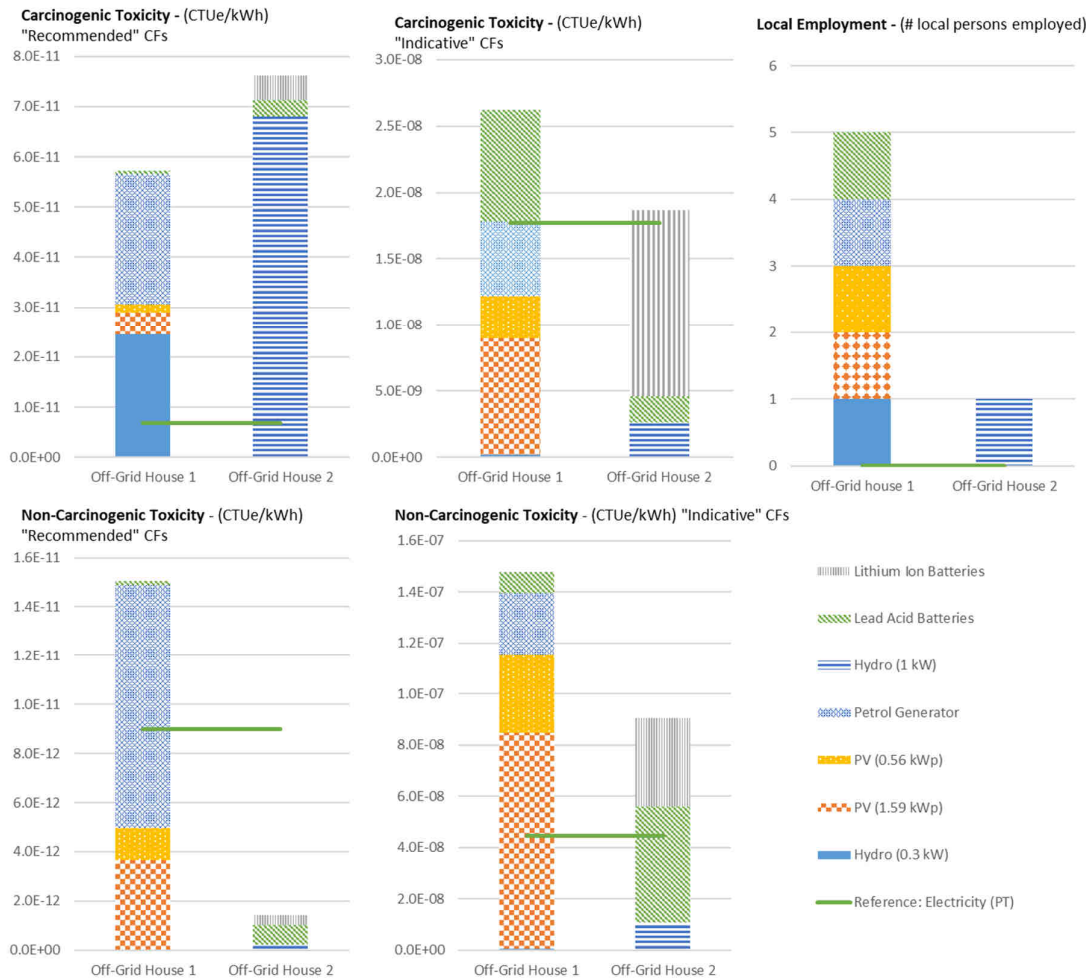 Carcinogenic Toxicity - (CTUe/kWh)
"Recommended" CFs
8.0E-11
7.0E-11
6.0E-11
5.0E-11
4.0E-11
3.0E-11
2.0E-11
1.0E-11
0.0E+00
Off-Grid House 1
Off-Grid House 2
Carcinogenic Toxicity - (CTUe/kWh)
"Indicative" CFs
3.0E-08
2.5E-08
2.0E-08
1.5E-08
1.0E-08
5.0E-09
0.0E+00
Off-Grid House 1
Off-Grid House 2
Local Employment - (# local persons employed)
6
5
4
3
2
1
0
Off-Grid house 1
Off-Grid House 2
Non-Carcinogenic Toxicity - (CTUe/kWh)
"Recommended" CFs
1.6E-11
1.4E-11
1.2E-11
1.0E-11
8.0E-12
6.0E-12
4.0E-12
2.0E-12
0.0E+00
Off-Grid House 1
Off-Grid House 2
Non-Carcinogenic Toxicity - (CTUe/kWh) "Indicative" CFs
1.6E-07
1.4E-07
1.2E-07
1.0E-07
8.0E-08
6.0E-08
4.0E-08
2.0E-08
0.0E+00
Off-Grid House 1
Off-Grid House 2
Lithium Ion Batteries
Lead Acid Batteries
Hydro (1 kW)
Petrol Generator
PV (0.56 kWp)
PV (1.59 kWp)
Hydro (0.3 kW)
Reference: Electricity (PT)